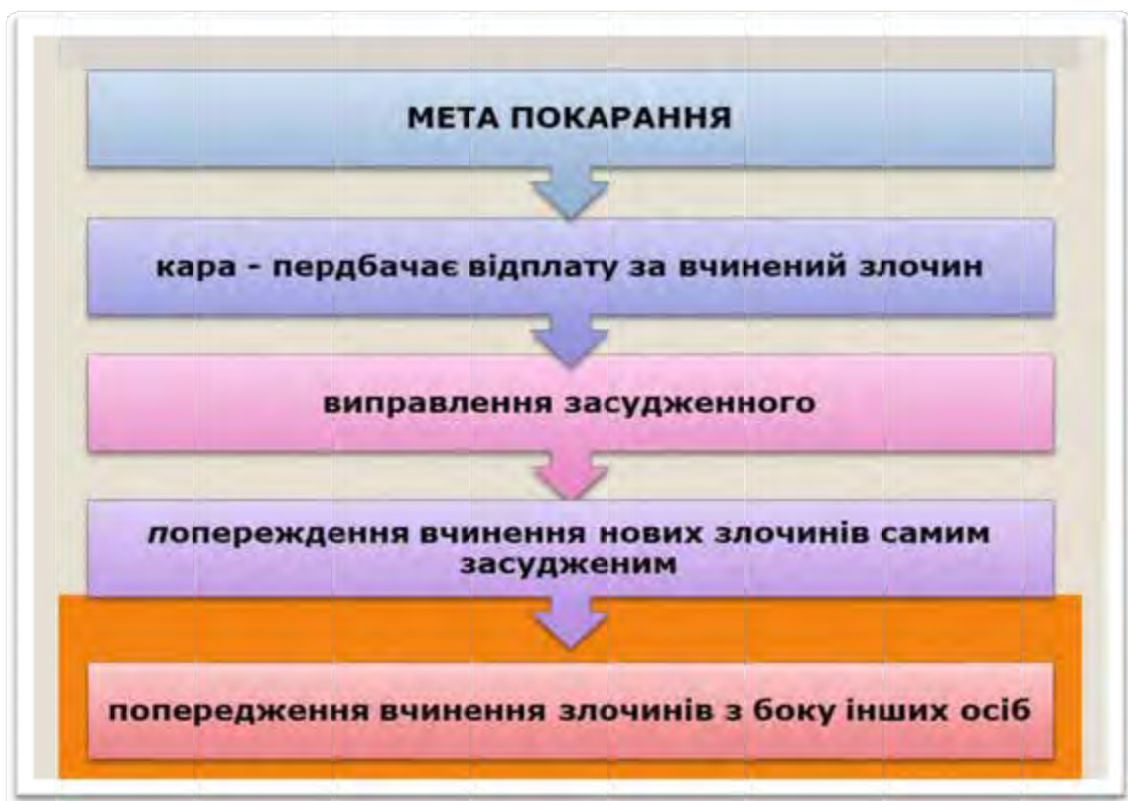 МЕТА ПОКАРАННЯ
кара - пердбачає відплату за вчинений злочин
виправлення засудженного
попереждення вчинення нових злочинів самим
засудженим
попередження вчинення злочинів з боку інших осіб